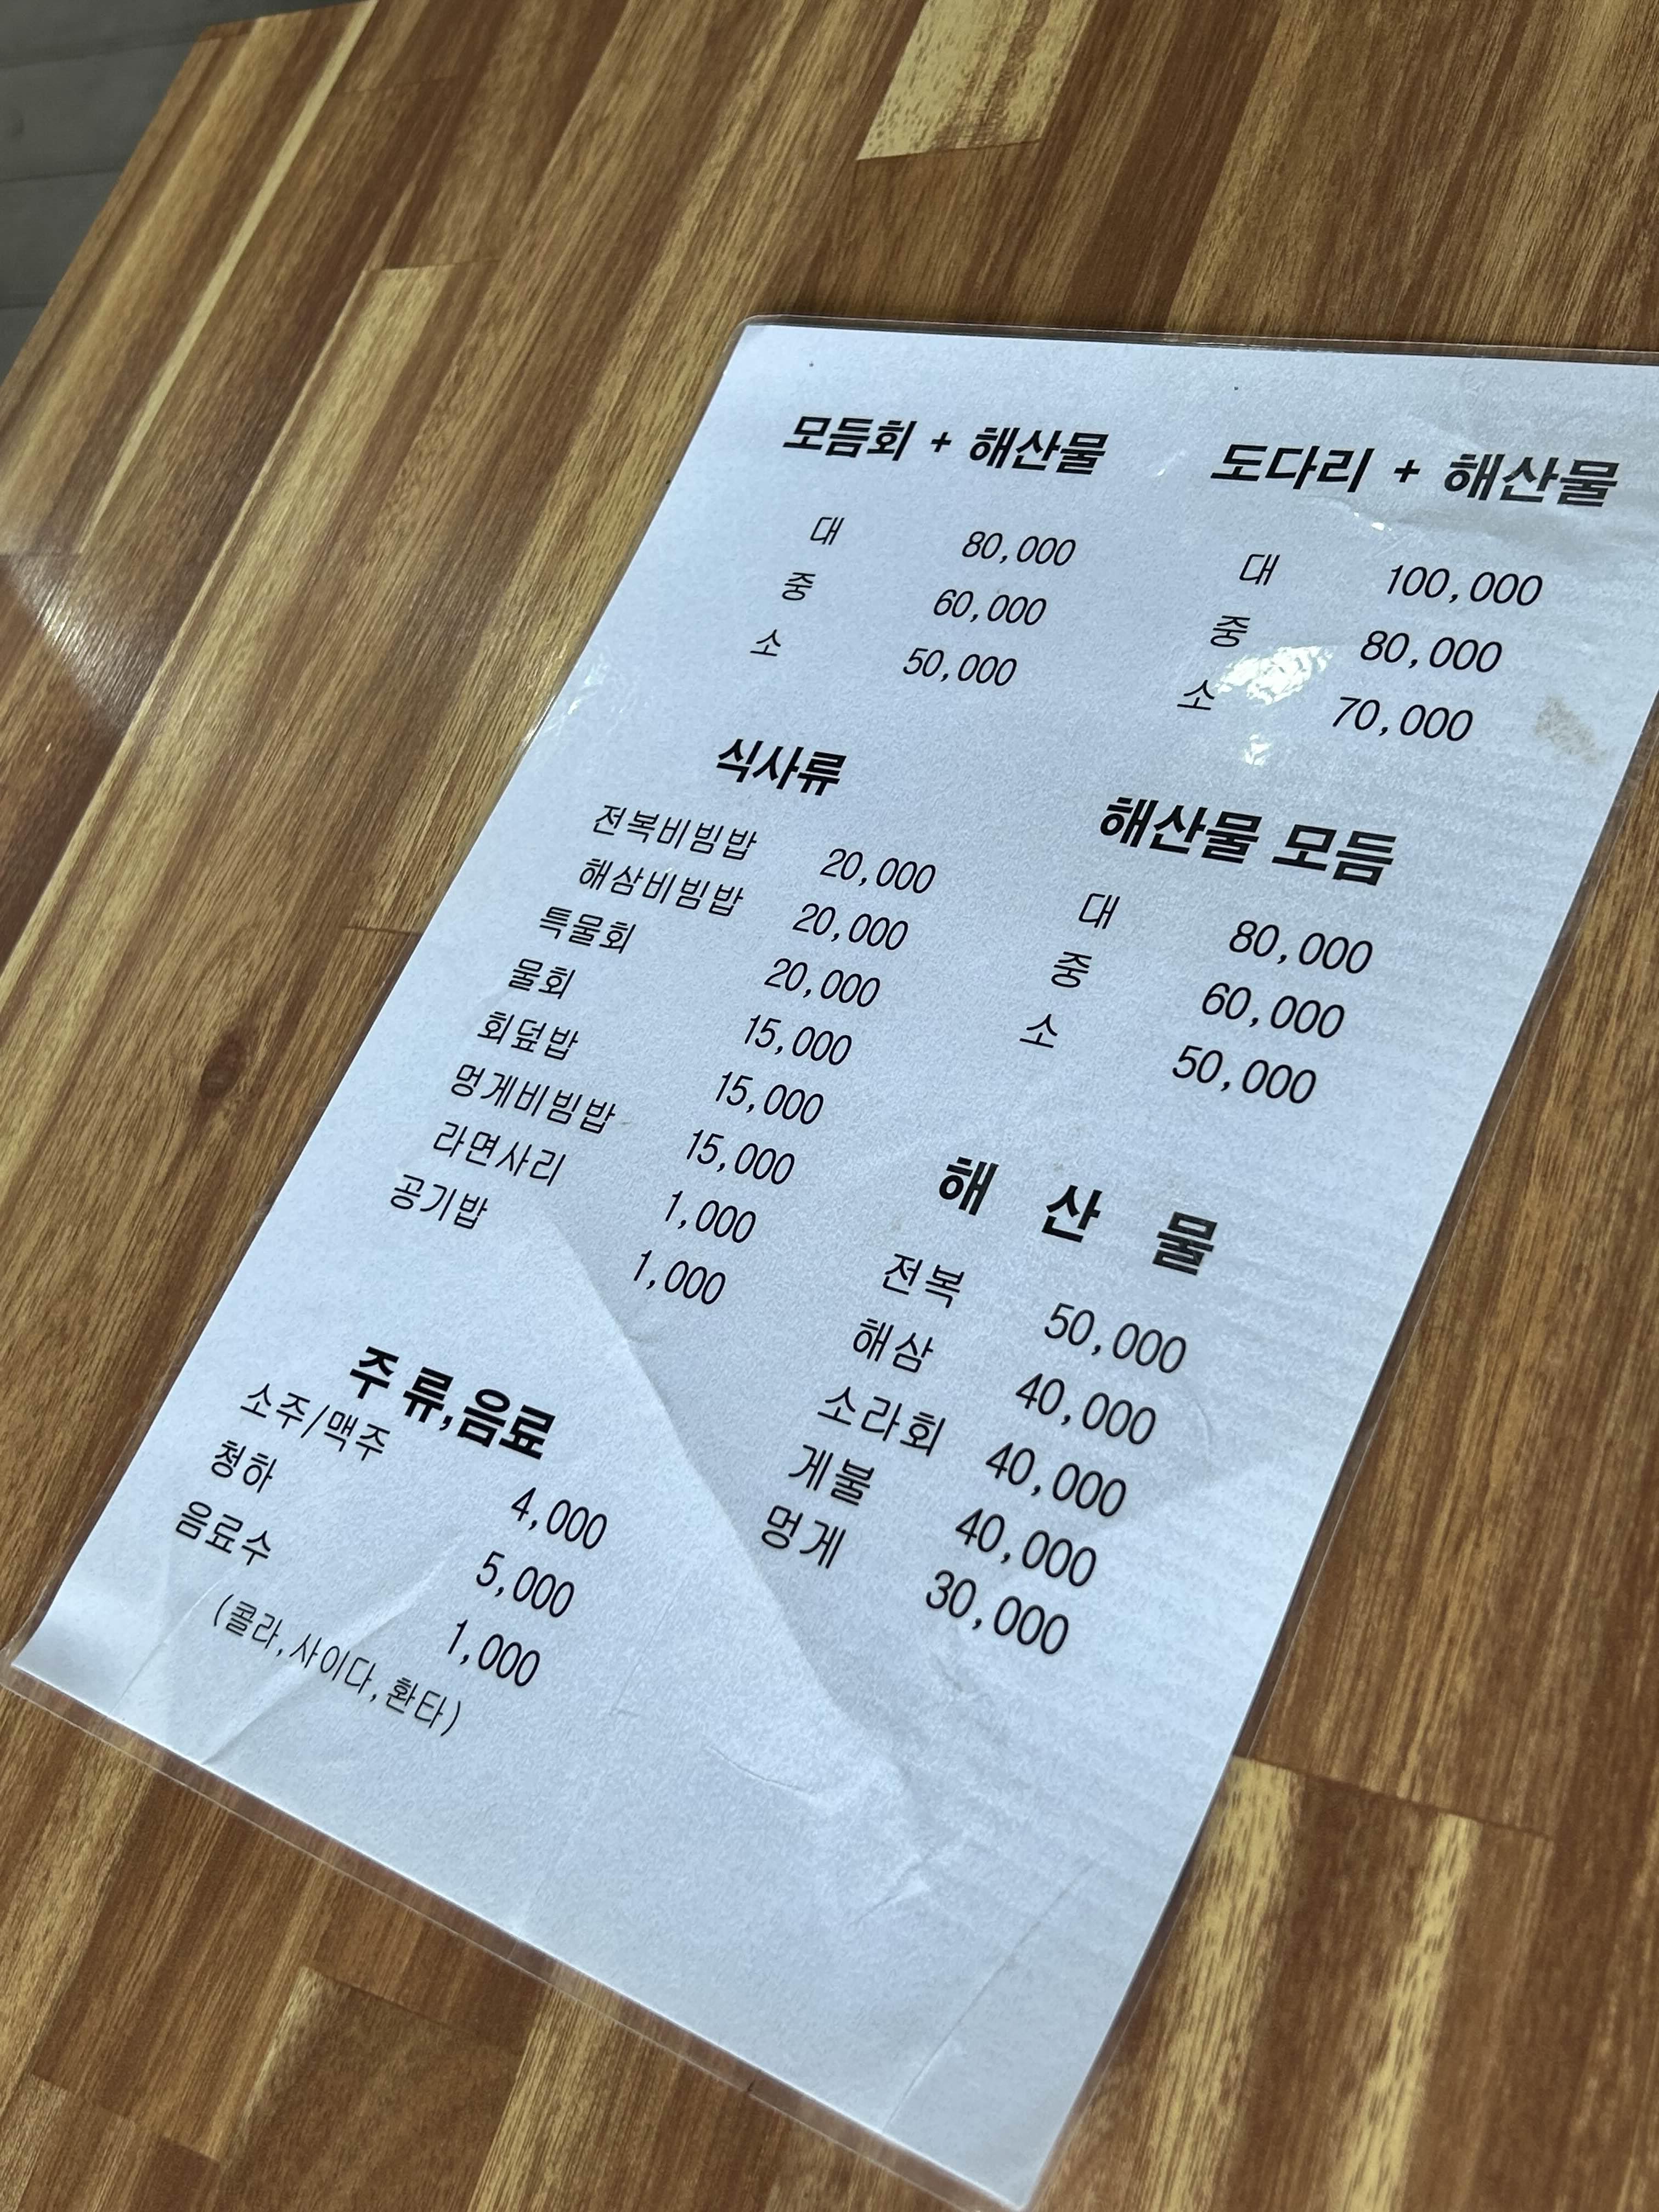 모듬회 + 해산물
대 80,000
중 60,000
소 50,000
식사류
전복비빔밥 20,000
해삼비빔밥 20,000
특물회 20,000
물회 15,000
회덮밥 15,000
멍게비빔밥 15,000
라면사리 1,000
공기밥 1,000
주류,음료
소주/맥주 4,000
청하 5,000
음료수 1,000
(콜라,사이다,환타)
도다리 + 해산물
대 100,000
중 80,000
소 70,000
해산물 모듬
대 80,000
중 60,000
소 50,000
해 산 물
전복 50,000
해삼 40,000
소라회 40,000
게불 40,000
멍게 30,000